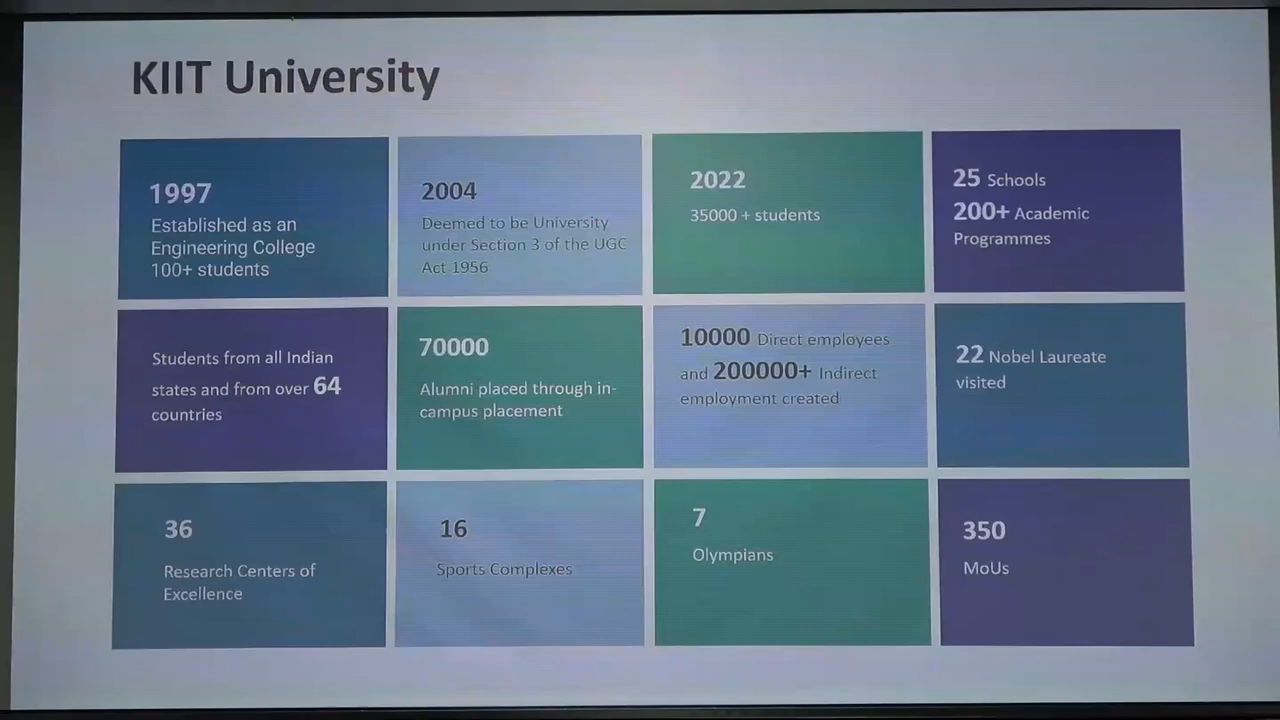 KIIT University
1997
Established as an
Engineering College
100+ students
2004
Deemed to be University
under Section 3 of the UGC
Act 1956
2022
35000 + students
25 Schools
200+ Academic
Programmes
Students from all Indian
states and from over 64
countries
70000
Alumni placed through in-
campus placement
10000 Direct employees
and 200000+ Indirect
employment created
22 Nobel Laureate
visited
36
Research Centers of
Excellence
16
Sports Complexes
7
Olympians
350
MoUs